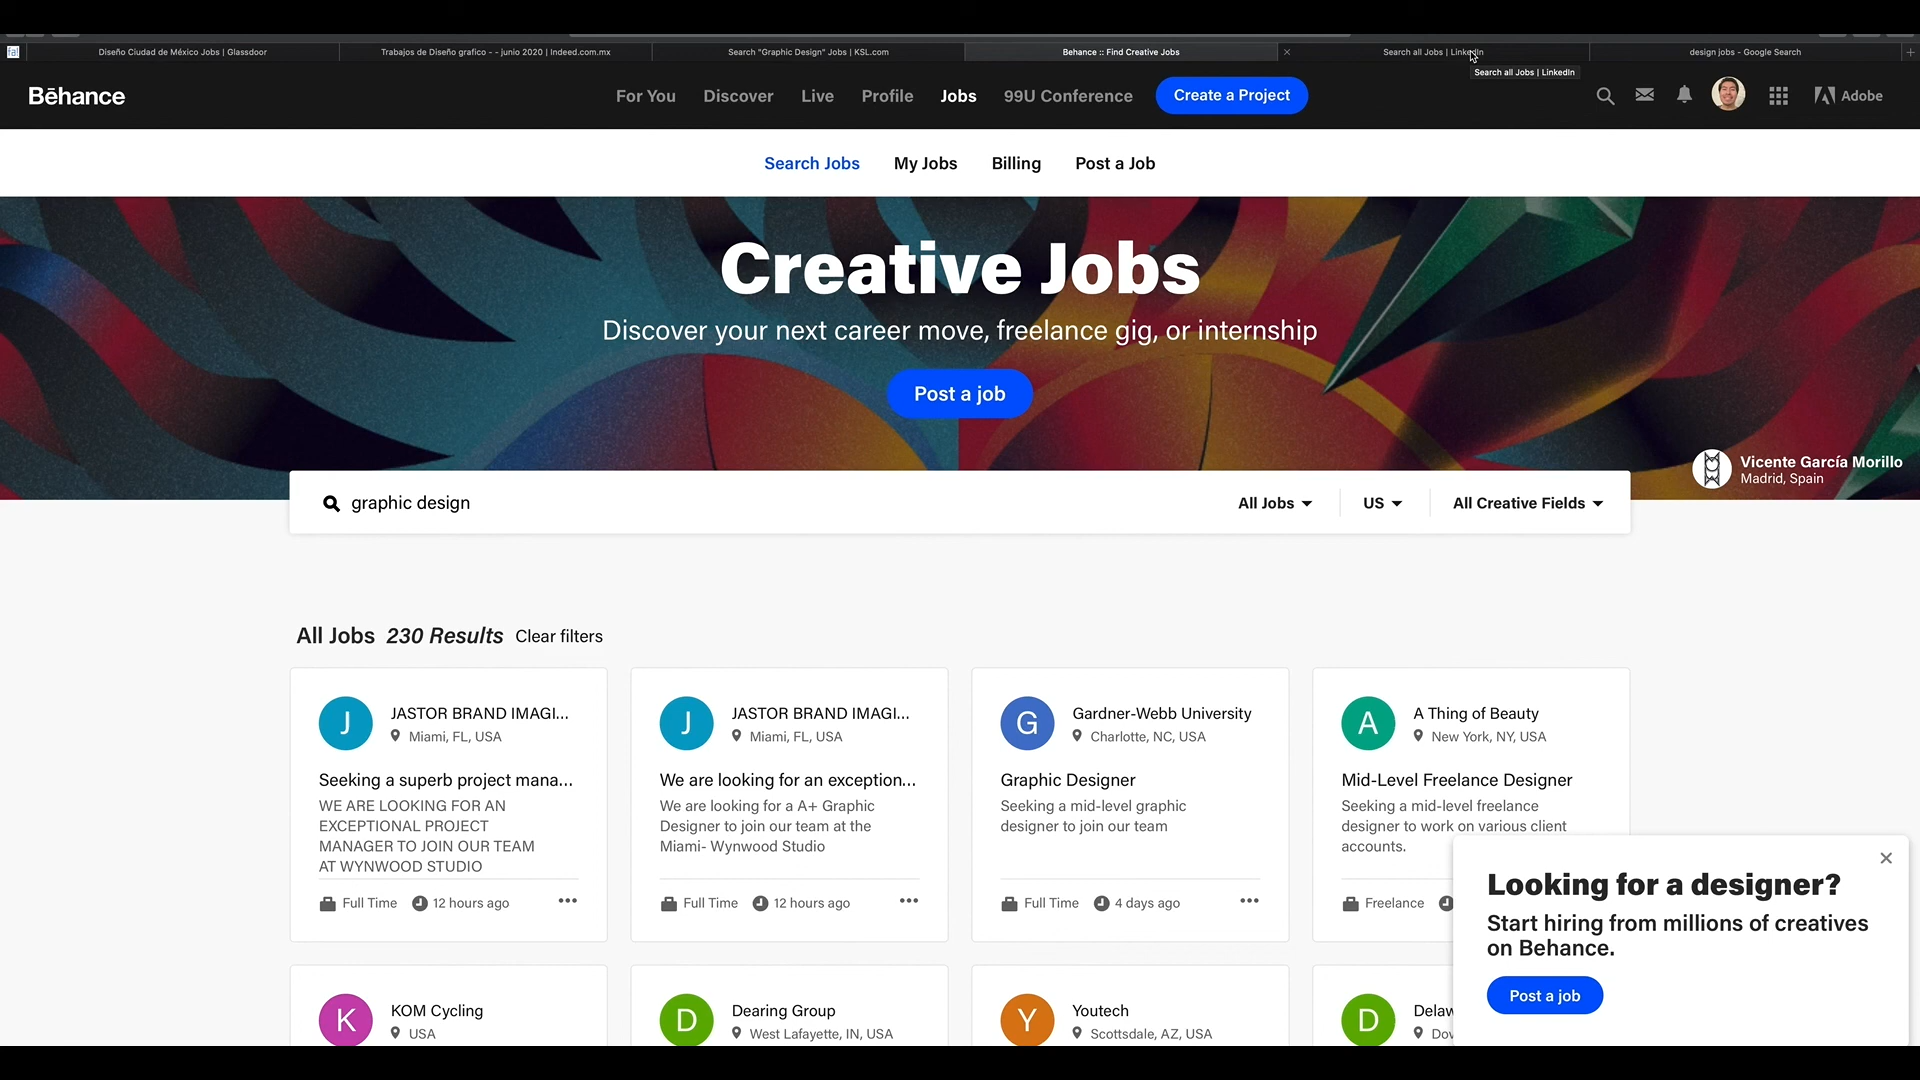 fa!
Diseño Ciudad de México Jobs | Glassdoor
Trabajos de Diseño grafico - - junio 2020 | Indeed.com.mx
Search "Graphic Design" Jobs | KSL.com
Behance :: Find Creative Jobs
Search all Jobs | LinkedIn
design jobs - Google Search
Search all Jobs | LinkedIn
Bēhance
For You
Discover
Live
Profile
Jobs
99U Conference
Create a Project
Adobe
Search Jobs
My Jobs
Billing
Post a Job
Creative Jobs
Discover your next career move, freelance gig, or internship
Post a job
Vicente García Morillo
Madrid, Spain
graphic design
All Jobs
US
All Creative Fields
All Jobs 230 Results Clear filters
J
JASTOR BRAND IMAGI...
Miami, FL, USA
Seeking a superb project mana...
WE ARE LOOKING FOR AN
EXCEPTIONAL PROJECT
MANAGER TO JOIN OUR TEAM
AT WYNWOOD STUDIO
Full Time
12 hours ago
J
JASTOR BRAND IMAGI...
Miami, FL, USA
We are looking for an exception...
We are looking for a A+ Graphic
Designer to join our team at the
Miami- Wynwood Studio
Full Time
12 hours ago
G
Gardner-Webb University
Charlotte, NC, USA
Graphic Designer
Seeking a mid-level graphic
designer to join our team
Full Time
4 days ago
A
A Thing of Beauty
New York, NY, USA
Mid-Level Freelance Designer
Seeking a mid-level freelance
designer to work on various client
accounts.
Freelance
K
KOM Cycling
USA
D
Dearing Group
West Lafayette, IN, USA
Y
Youtech
Scottsdale, AZ, USA
D
Delaw
Dov
Looking for a designer?
Start hiring from millions of creatives
on Behance.
Post a job